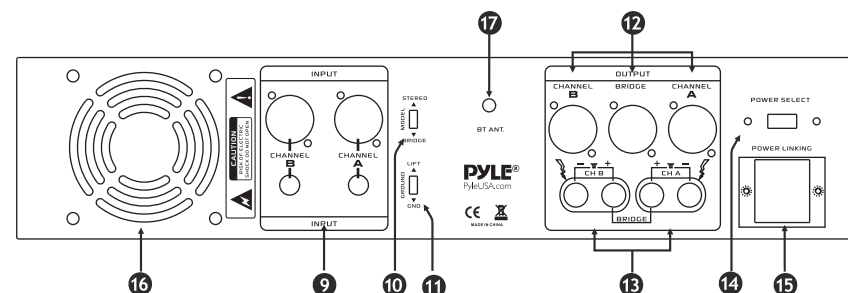 17
12
INPUT
STEREO
MODEL
BRIDGE
CHANNEL
B
CHANNEL
A
LIFT
GROUND
GND
INPUT
CAUTION
RISK OF ELECTRIC
SHOCK DO NOT OPEN
BT ANT.
PYLE®
PyleUSA.com
CE
MADE IN CHINA
OUTPUT
CHANNEL
B
BRIDGE
CHANNEL
A
− +
CH B
+ −
CH A
BRIDGE
POWER SELECT
POWER LINKING
16
9
10
11
13
14
15